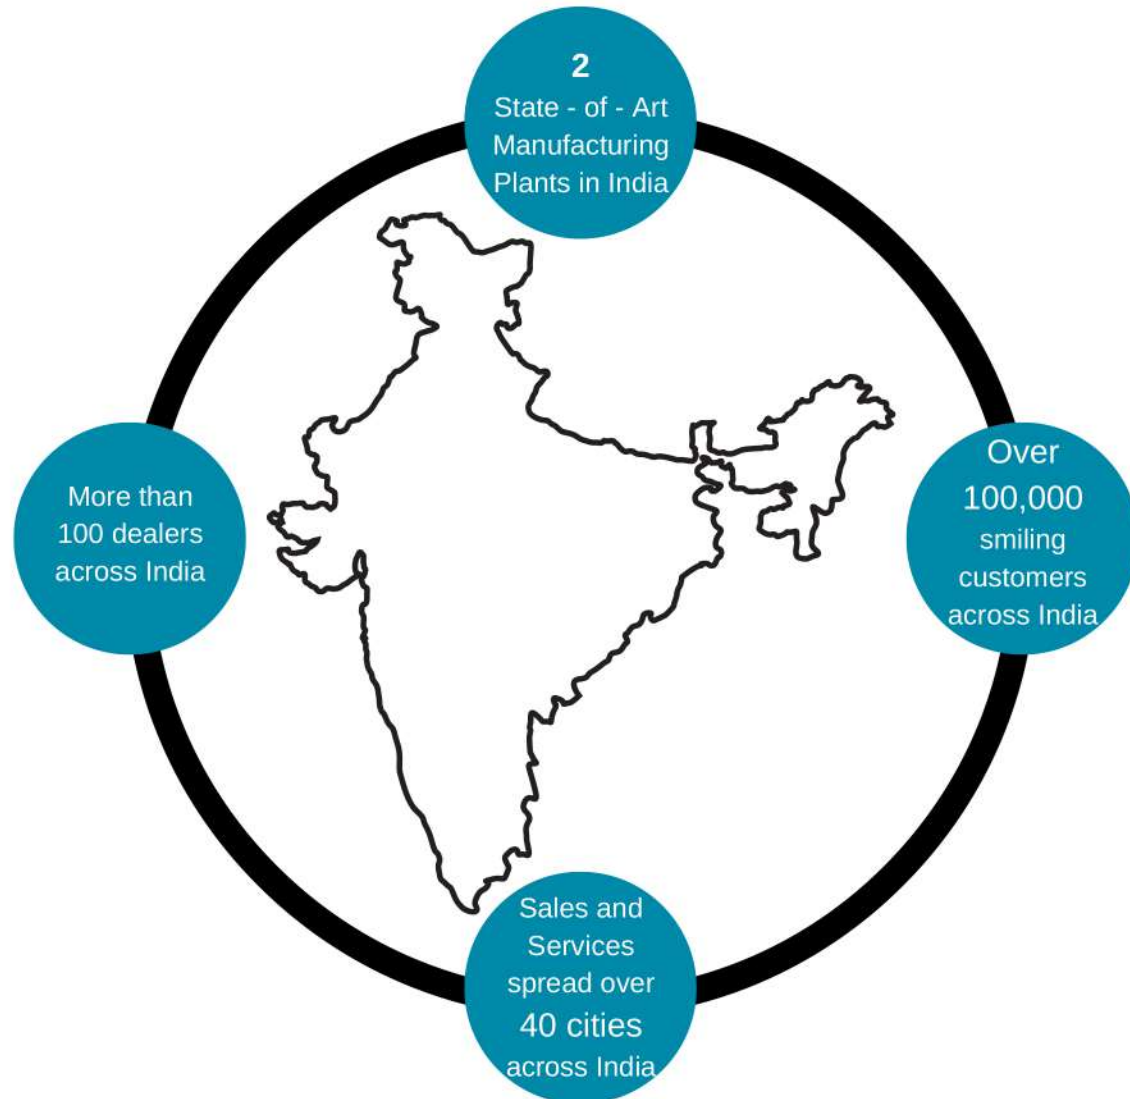 2
State - of - Art
Manufacturing
Plants in India
More than
100 dealers
across India
Over
100,000
smiling
customers
across India
Sales and
Services
spread over
40 cities
across India